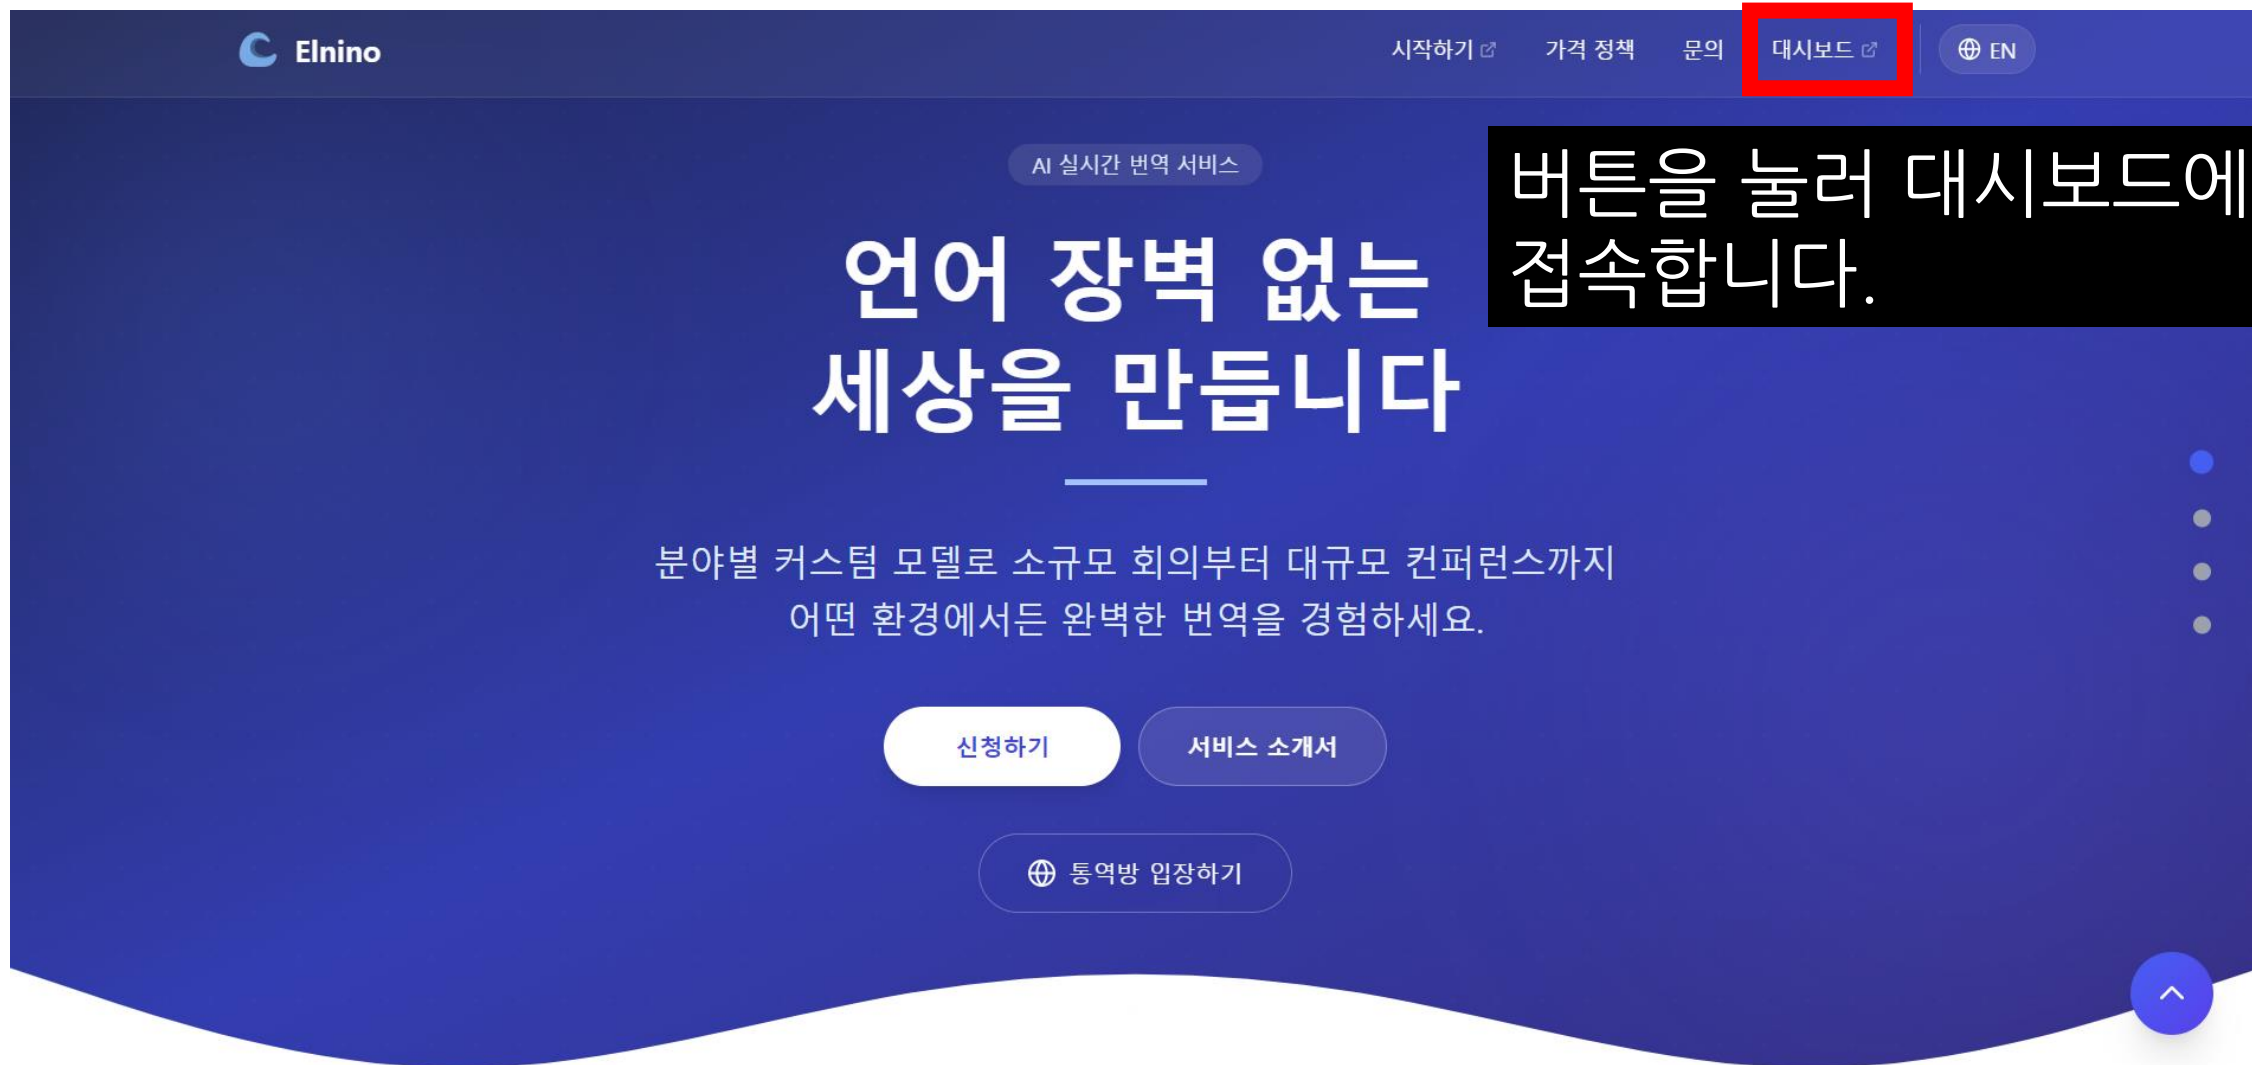 Elnino
시작하기
가격 정책
문의
대시보드
EN
버튼을 눌러 대시보드에
접속합니다.
AI 실시간 번역 서비스
언어 장벽 없는
세상을 만듭니다
분야별 커스텀 모델로 소규모 회의부터 대규모 컨퍼런스까지
어떤 환경에서든 완벽한 번역을 경험하세요.
신청하기
서비스 소개서
통역방 입장하기